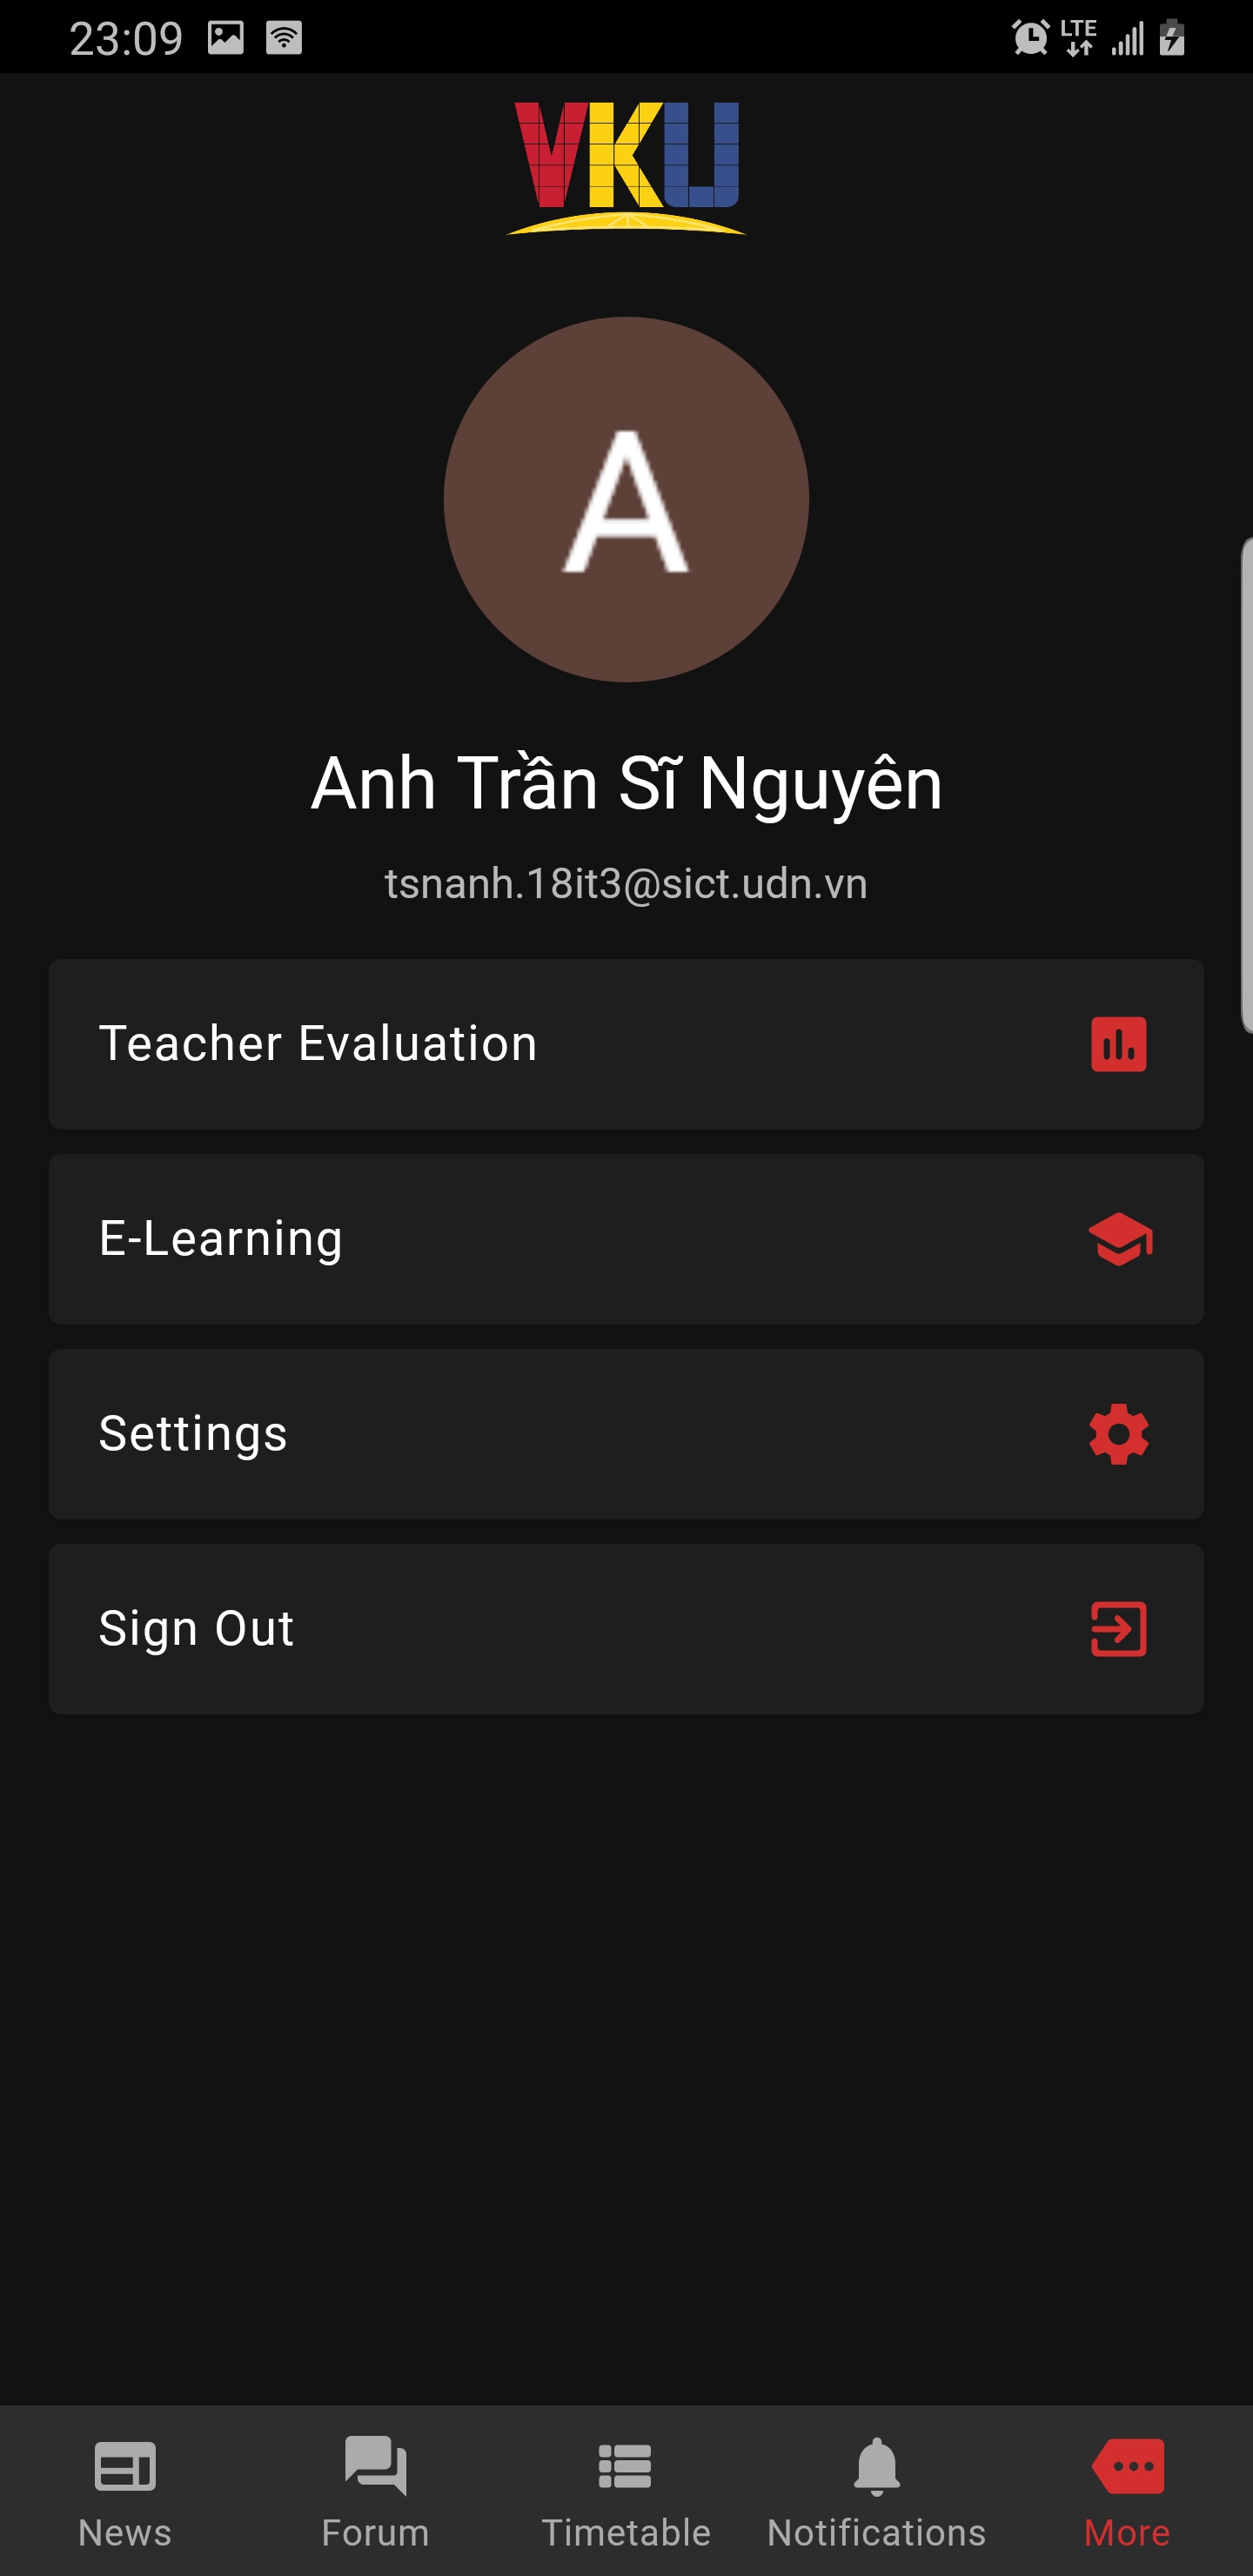 23:09
LTE
VKU
A
Anh Trần Sĩ Nguyên
tsnanh.18it3@sict.udn.vn
Teacher Evaluation
E-Learning
Settings
Sign Out
News Forum Timetable Notifications More